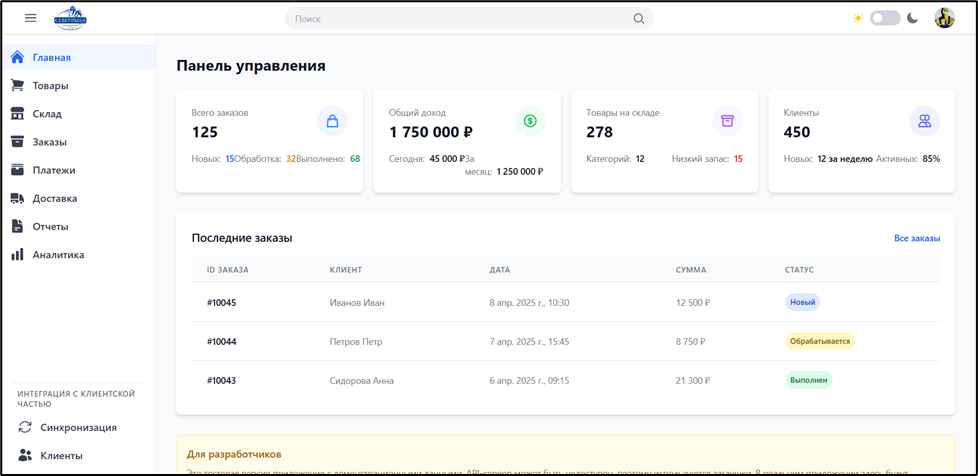 СЕВЕРРЫБА
Поиск
Главная
Товары
Склад
Заказы
Платежи
Доставка
Отчеты
Аналитика
ИНТЕГРАЦИЯ С КЛИЕНТСКОЙ
ЧАСТЬЮ
Синхронизация
Клиенты
Панель управления
Всего заказов
125
Новых: 15Обработка: 32Выполнено: 68
Общий доход
1 750 000 ₽
Сегодня: 45 000 ₽За
месяц: 1 250 000 ₽
Товары на складе
278
Категорий: 12 Низкий запас: 15
Клиенты
450
Новых: 12 за неделю Активных: 85%
Последние заказы
Все заказы
ID ЗАКАЗА КЛИЕНТ ДАТА СУММА СТАТУС
#10045 Иванов Иван 8 апр. 2025 г., 10:30 12 500 ₽ Новый
#10044 Петров Петр 7 апр. 2025 г., 15:45 8 750 ₽ Обрабатывается
#10043 Сидорова Анна 6 апр. 2025 г., 09:15 21 300 ₽ Выполнен
Для разработчиков
Это тестовая версия приложения с демонстрационными данными. API-сервер может быть недоступен, поэтому используются заглушки. В реальном приложении здесь будут